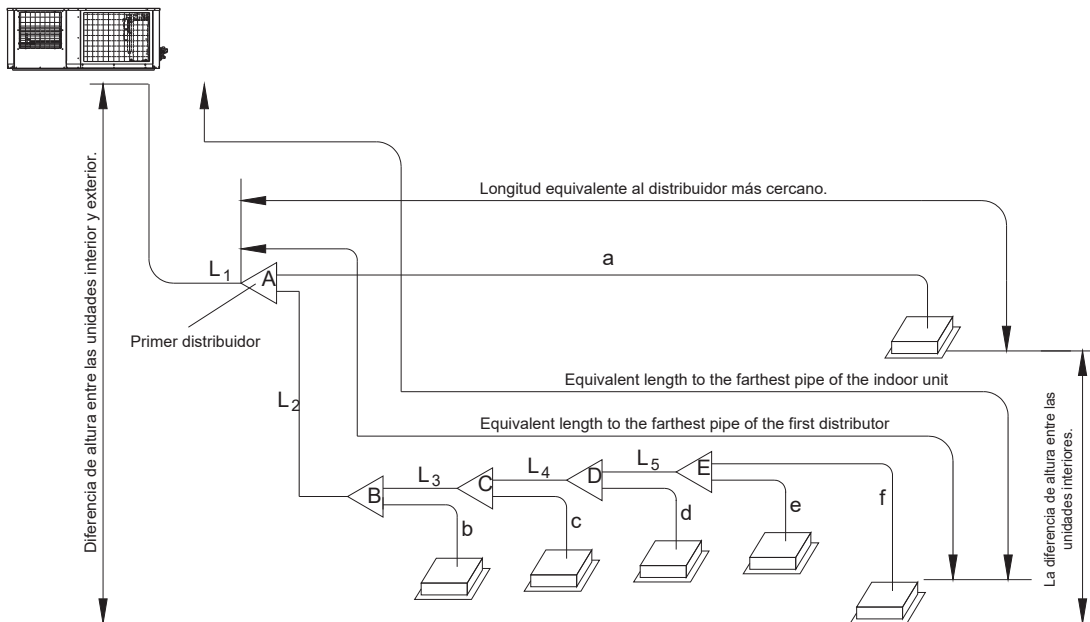 Diferencia de altura entre las unidades interior y exterior.
Longitud equivalente al distribuidor más cercano.
L1
A
a
Primer distribuidor
Equivalent length to the farthest pipe of the indoor unit
L2
Equivalent length to the farthest pipe of the first distributor
L3
L4
L5
B
C
D
E
b
c
d
e
f
La diferencia de altura entre las
unidades interiores.